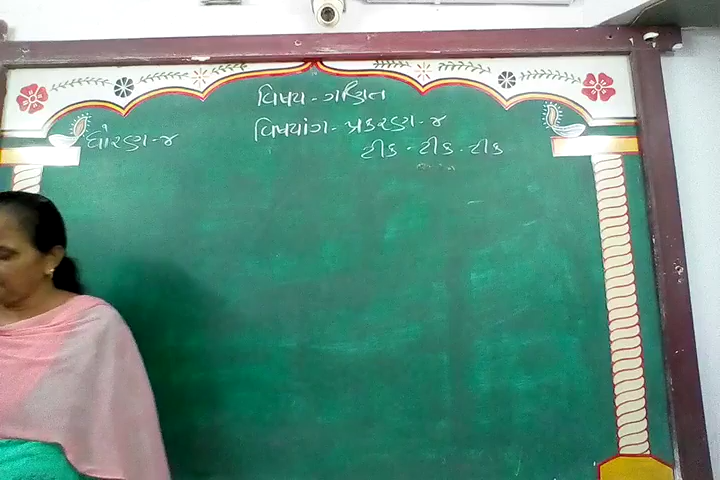 વિષય - ગણિત
ધોરણ - ૪
વિષયાંગ - પ્રકરણ - ૪
ટીક - ટીક - ટીક